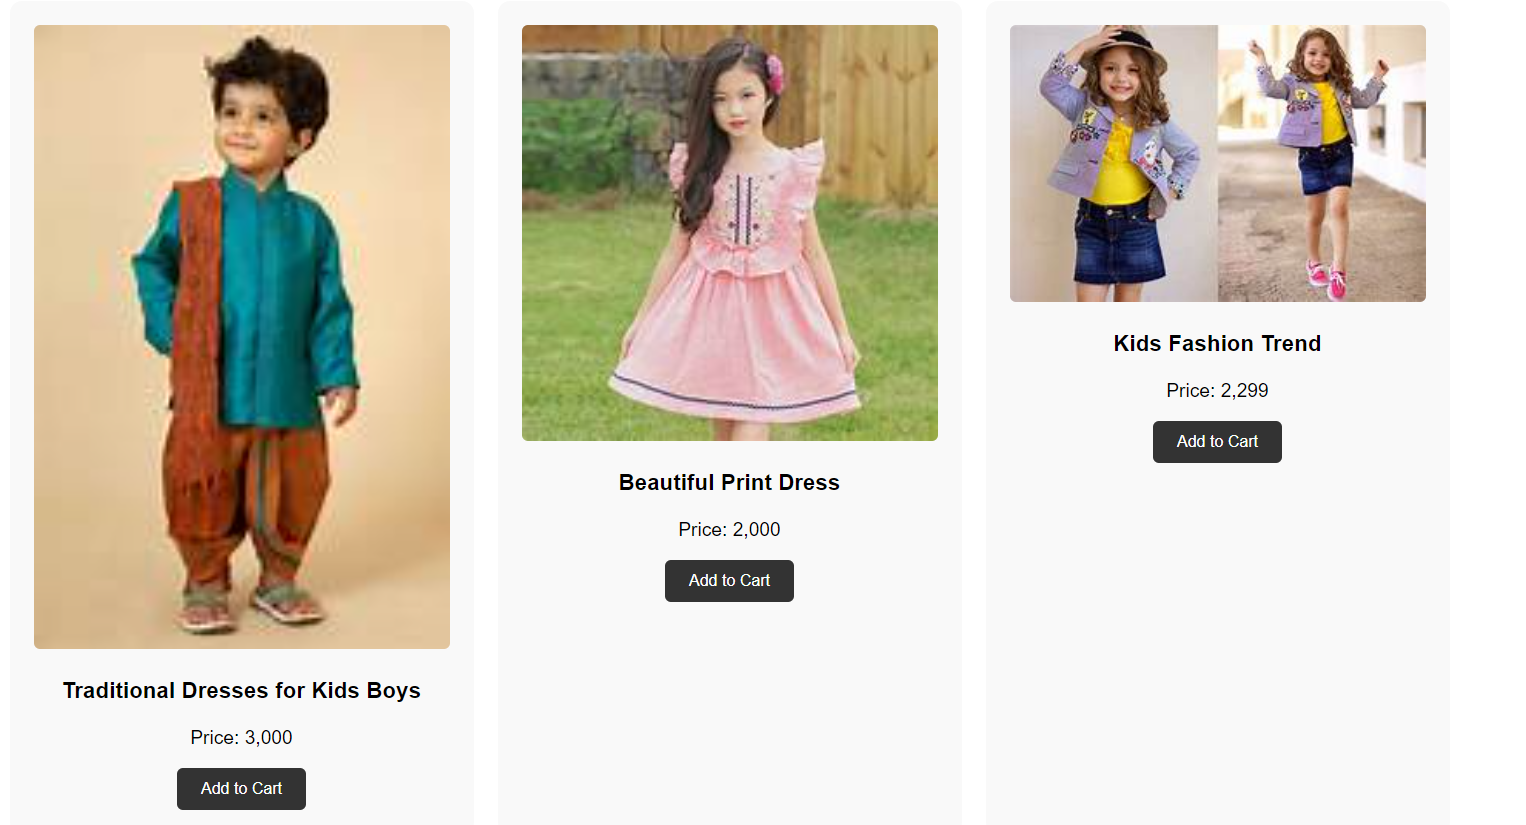 Traditional Dresses for Kids Boys
Price: 3,000
Add to Cart
Beautiful Print Dress
Price: 2,000
Add to Cart
Kids Fashion Trend
Price: 2,299
Add to Cart